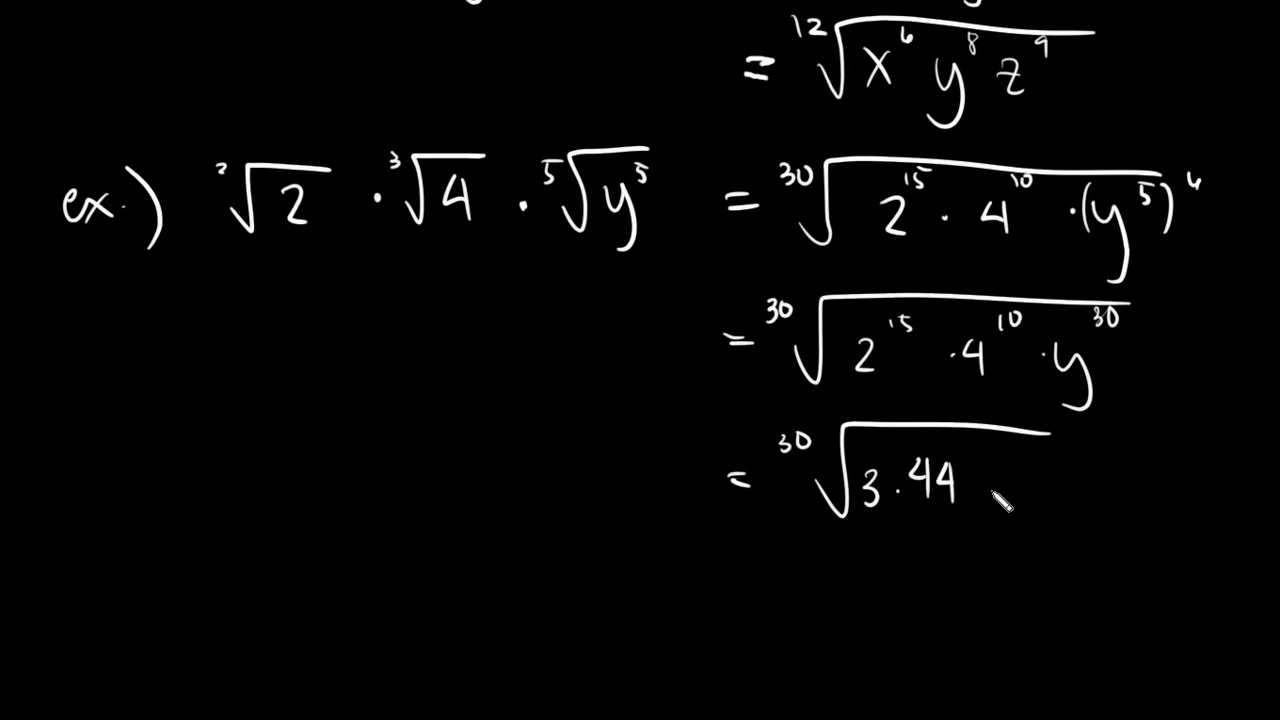 = ¹²√x⁶ y⁸ z⁹
ex.) ²√2 · ³√4 · ⁵√y⁵ = ³⁰√2¹⁵ · 4¹⁰ · (y⁵)⁶
= ³⁰√2¹⁵ · 4¹⁰ · y³⁰
= ³⁰√3.44